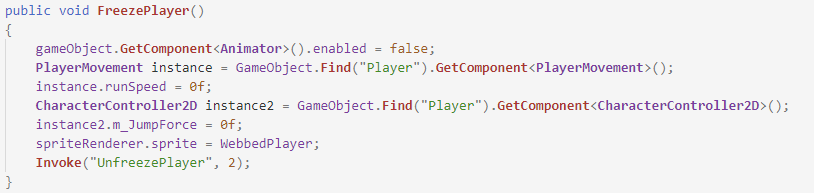 public void FreezePlayer()
{
    gameObject.GetComponent<Animator>().enabled = false;
    PlayerMovement instance = GameObject.Find("Player").GetComponent<PlayerMovement>();
    instance.runSpeed = 0f;
    CharacterController2D instance2 = GameObject.Find("Player").GetComponent<CharacterController2D>();
    instance2.m_JumpForce = 0f;
    spriteRenderer.sprite = WebbedPlayer;
    Invoke("UnfreezePlayer", 2);
}